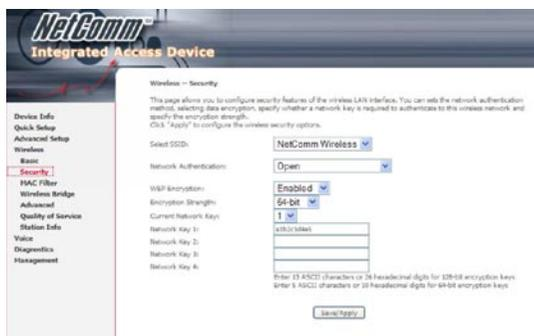 NetComm
Integrated Access Device
Device Info
Quick Setup
Advanced Setup
Wireless
Basic
Security
MAC Filter
Wireless Bridge
Advanced
Quality of Service
Station Info
Voice
Diagnostics
Management
Wireless -- Security
This page allows you to configure security features of the wireless LAN interface. You can sets the network authentication
method, selecting data encryption, specify whether a network key is required to authenticate to this wireless network and
specify the encryption strength.
Click "Apply" to configure the wireless security options.
Select SSID: NetComm Wireless
Network Authentication: Open
WEP Encryption: Enabled
Encryption Strength: 64-bit
Current Network Key: 1
Network Key 1:
Network Key 2:
Network Key 3:
Network Key 4:
Enter 13 ASCII characters or 26 hexadecimal digits for 128-bit encryption keys
Enter 5 ASCII characters or 10 hexadecimal digits for 64-bit encryption keys
Save/Apply